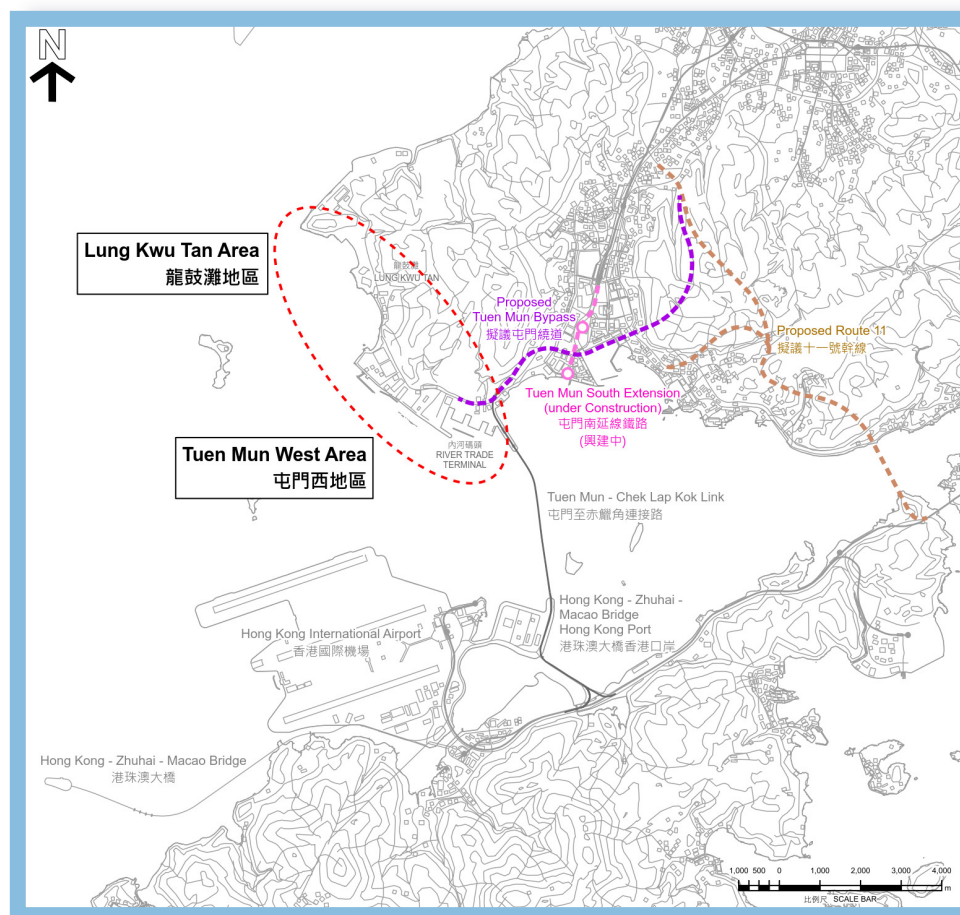 N
Lung Kwu Tan Area
龍鼓灘地區
龍鼓灘
LUNG KWU TAN
Proposed
Tuen Mun Bypass
擬議屯門繞道
Proposed Route 11
擬議十一號幹線
Tuen Mun South Extension
(under Construction)
屯門南延線鐵路
(興建中)
Tuen Mun West Area
屯門西地區
內河碼頭
RIVER TRADE
TERMINAL
Tuen Mun - Chek Lap Kok Link
屯門至赤鱲角連接路
Hong Kong - Zhuhai -
Macao Bridge
Hong Kong Port
港珠澳大橋香港口岸
Hong Kong International Airport
香港國際機場
Hong Kong - Zhuhai - Macao Bridge
港珠澳大橋
1,000 500 0 1,000 2,000 3,000 4,000
m
比例尺 SCALE BAR